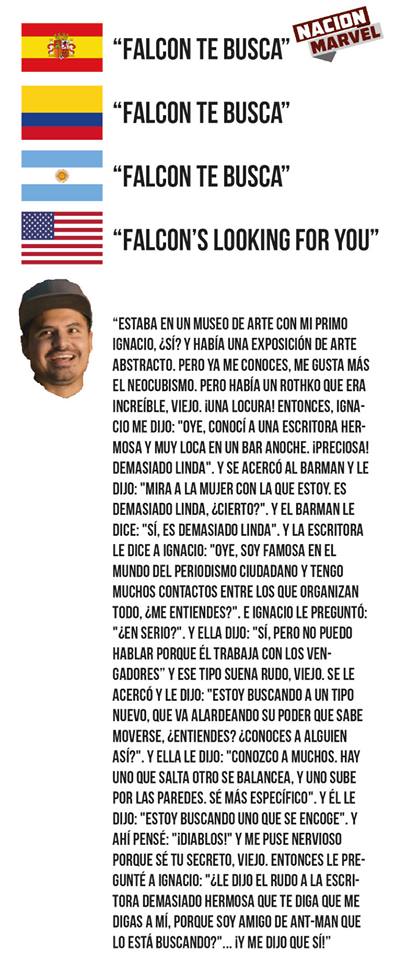 NACION
MARVEL
“FALCON TE BUSCA”
“FALCON TE BUSCA”
“FALCON TE BUSCA”
“FALCON’S LOOKING FOR YOU”
“ESTABA EN UN MUSEO DE ARTE CON MI PRIMO
IGNACIO, ¿SÍ? Y HABÍA UNA EXPOSICIÓN DE ARTE
ABSTRACTO. PERO YA ME CONOCES, ME GUSTA MÁS
EL NEOCUBISMO. PERO HABÍA UN ROTHKO QUE ERA
INCREÍBLE, VIEJO. ¡UNA LOCURA! ENTONCES, IGNA-
CIO ME DIJO: "OYE, CONOCÍ A UNA ESCRITORA HER-
MOSA Y MUY LOCA EN UN BAR ANOCHE. ¡PRECIOSA!
DEMASIADO LINDA". Y SE ACERCÓ AL BARMAN Y LE
DIJO: "MIRA A LA MUJER CON LA QUE ESTOY. ES
DEMASIADO LINDA, ¿CIERTO?". Y EL BARMAN LE
DICE: "SÍ, ES DEMASIADO LINDA". Y LA ESCRITORA
LE DICE A IGNACIO: "OYE, SOY FAMOSA EN EL
MUNDO DEL PERIODISMO CIUDADANO Y TENGO
MUCHOS CONTACTOS ENTRE LOS QUE ORGANIZAN
TODO, ¿ME ENTIENDES?". E IGNACIO LE PREGUNTÓ:
"¿EN SERIO?". Y ELLA DIJO: "SÍ, PERO NO PUEDO
HABLAR PORQUE ÉL TRABAJA CON LOS VEN-
GADORES” Y ESE TIPO SUENA RUDO, VIEJO. SE LE
ACERCÓ Y LE DIJO: "ESTOY BUSCANDO A UN TIPO
NUEVO, QUE VA ALARDEANDO SU PODER QUE SABE
MOVERSE, ¿ENTIENDES? ¿CONOCES A ALGUIEN
ASÍ?". Y ELLA LE DIJO: "CONOZCO A MUCHOS. HAY
UNO QUE SALTA OTRO SE BALANCEA, Y UNO SUBE
POR LAS PAREDES. SÉ MÁS ESPECÍFICO". Y ÉL LE
DIJO: "ESTOY BUSCANDO UNO QUE SE ENCOGE". Y
AHÍ PENSÉ: "¡DIABLOS!" Y ME PUSE NERVIOSO
PORQUE SÉ TU SECRETO, VIEJO. ENTONCES LE PRE-
GUNTÉ A IGNACIO: "¿LE DIJO EL RUDO A LA ESCRI-
TORA DEMASIADO HERMOSA QUE TE DIGA QUE ME
DIGAS A MÍ, PORQUE SOY AMIGO DE ANT-MAN QUE
LO ESTÁ BUSCANDO?"... ¡Y ME DIJO QUE SÍ!”